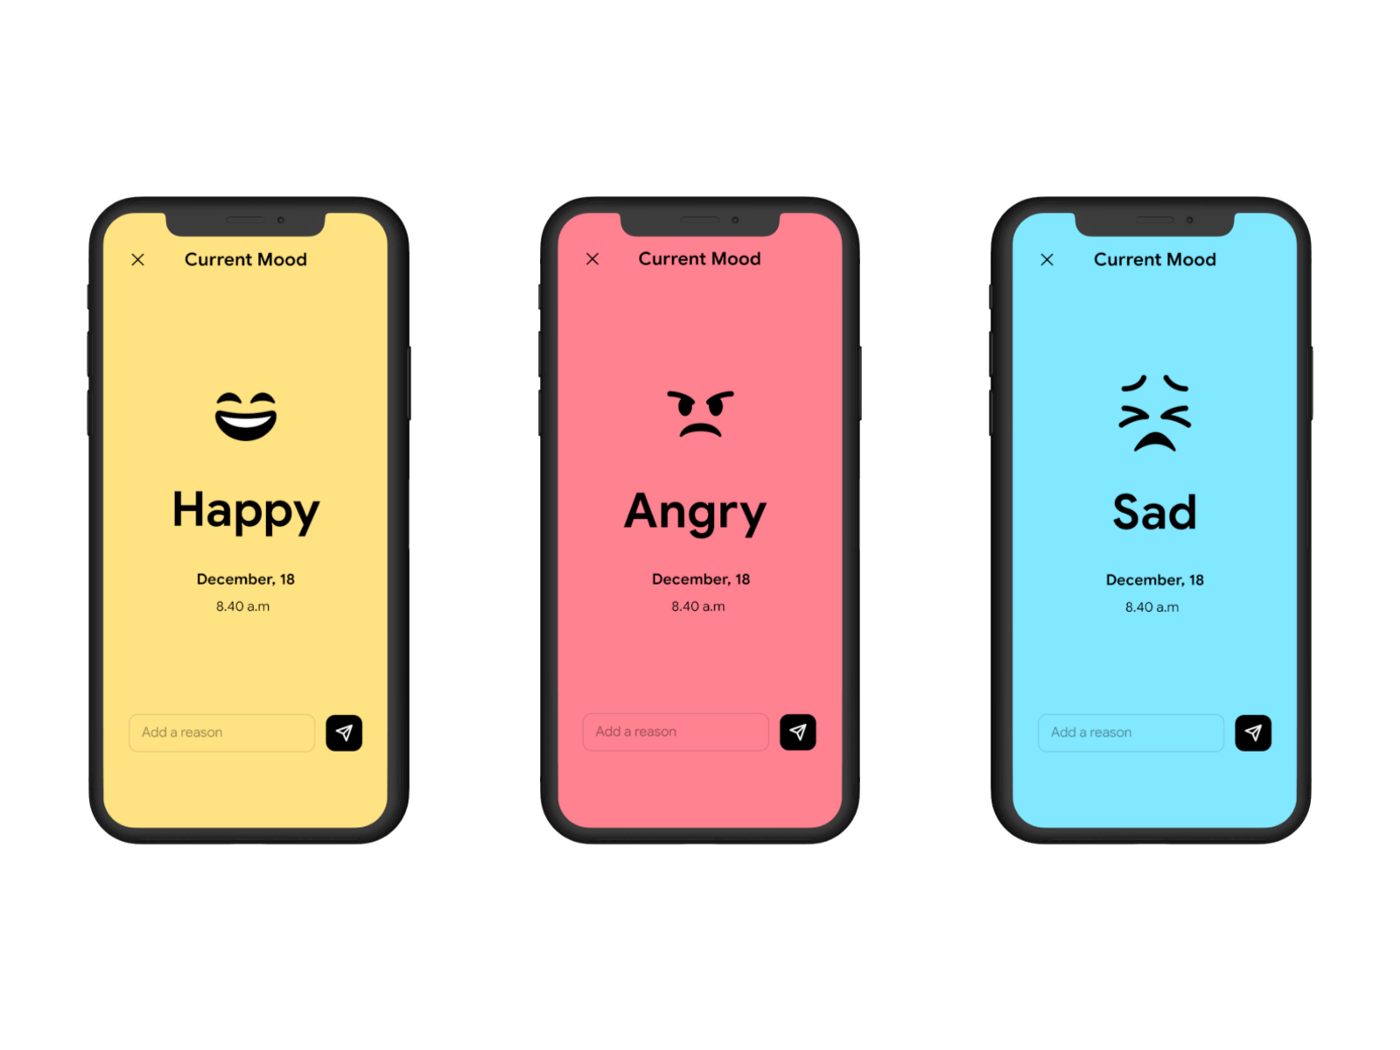 Current Mood
Happy
December, 18
8.40 a.m
Add a reason
Current Mood
Angry
December, 18
8.40 a.m
Add a reason
Current Mood
Sad
December, 18
8.40 a.m
Add a reason